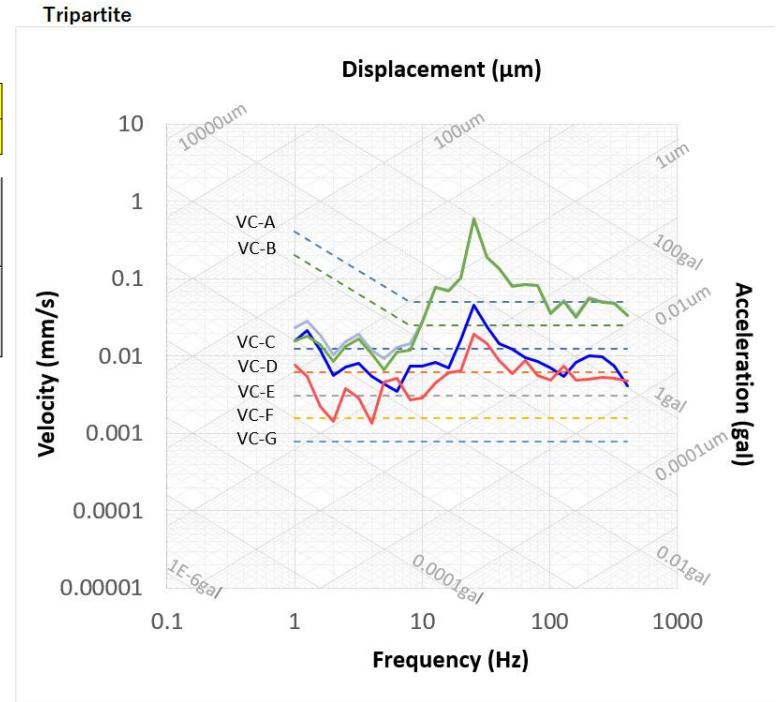 Tripartite
Displacement (μm)
10
1
0.1
0.01
0.001
0.0001
0.00001
Velocity (mm/s)
10000um
100um
1um
100gal
0.01um
1gal
0.0001um
0.01gal
0.0001gal
1E-6gal
VC-A
VC-B
VC-C
VC-D
VC-E
VC-F
VC-G
Acceleration (gal)
0.1
1
10
100
1000
Frequency (Hz)